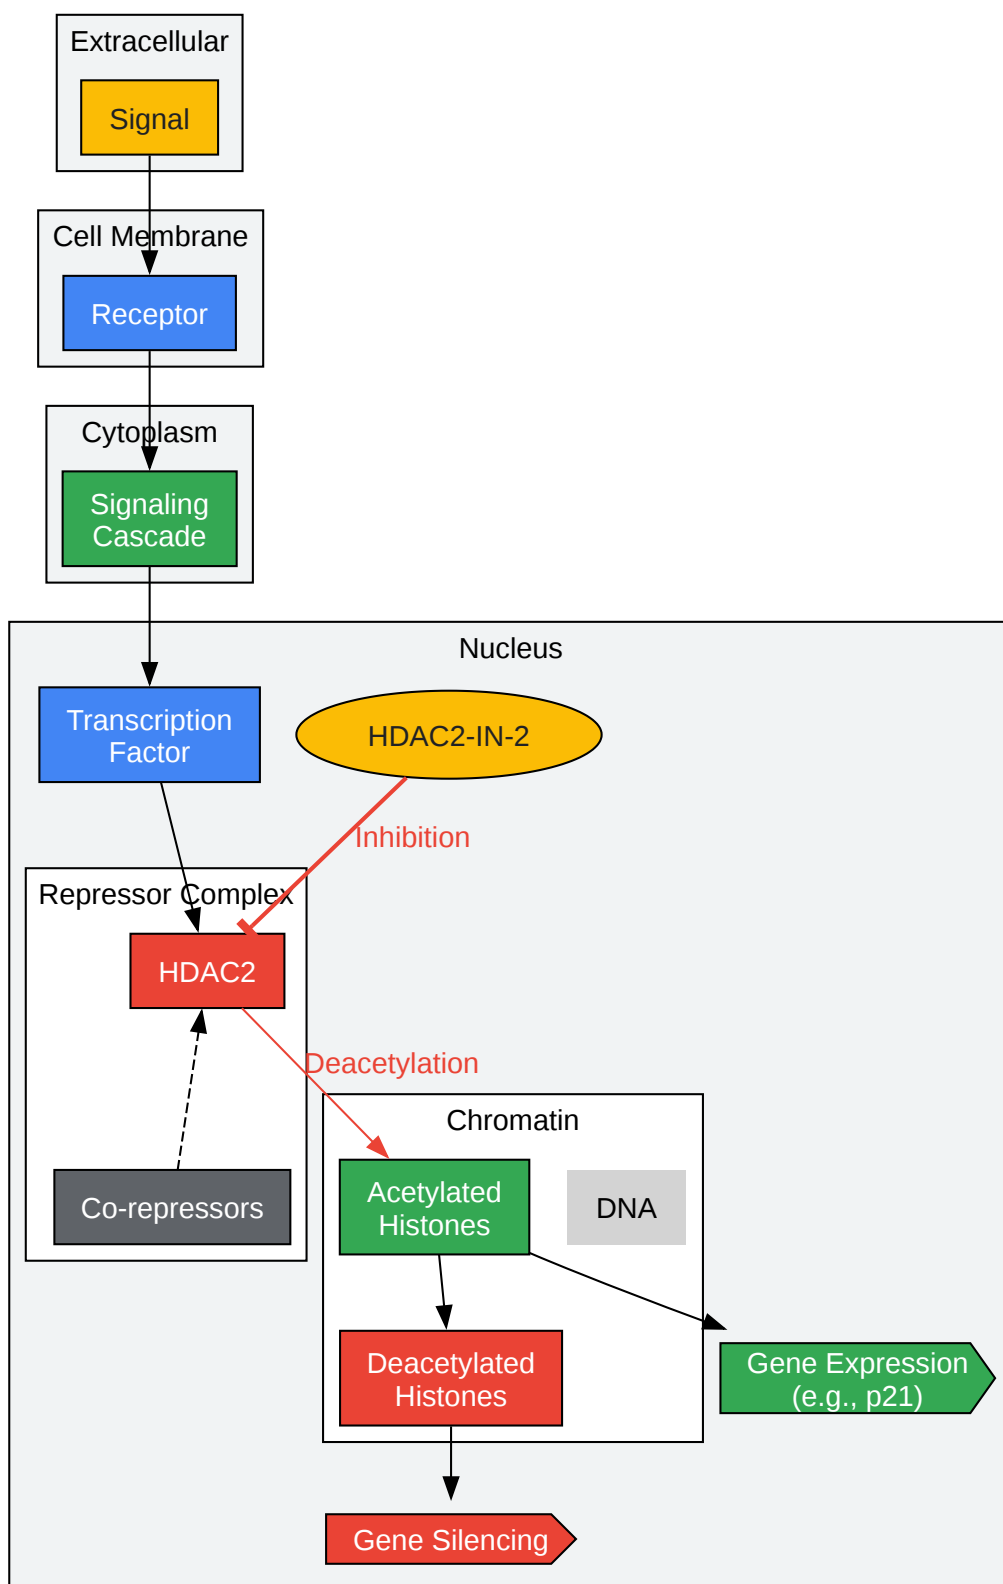 Extracellular
Signal
Cell Membrane
Receptor
Cytoplasm
Signaling
Cascade
Nucleus
Transcription
Factor
HDAC2-IN-2
Inhibition
Repressor Complex
HDAC2
Deacetylation
Chromatin
Co-repressors
Acetylated
Histones
DNA
Deacetylated
Histones
Gene Expression
(e.g., p21)
Gene Silencing